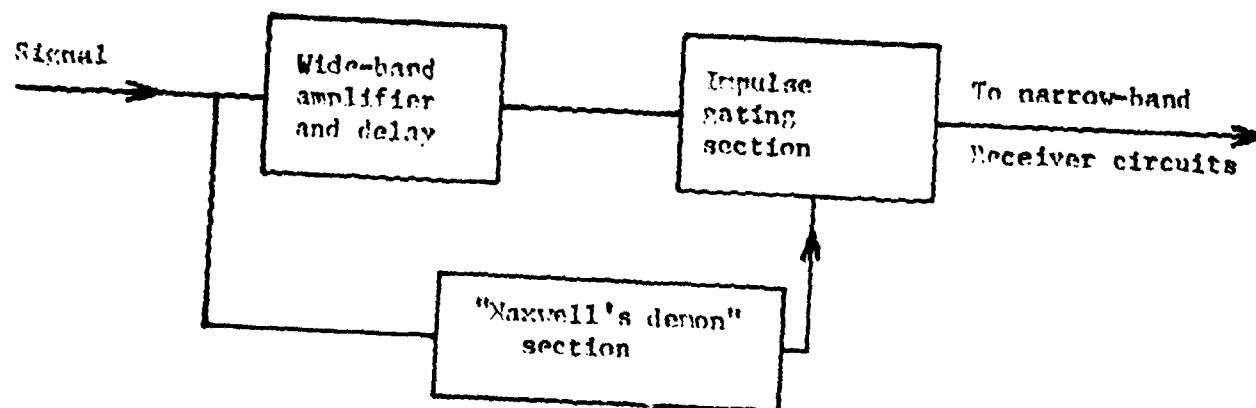 Signal
Wide-band
amplifier
and delay
Impulse
gating
section
To narrow-band
Receiver circuits
"Maxwell's demon"
section